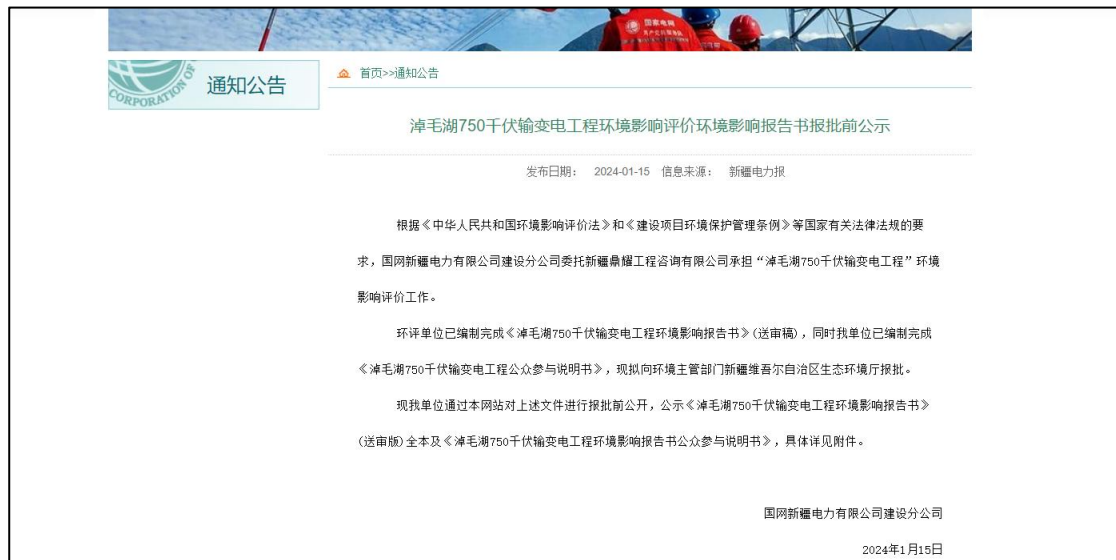 国家电网
CORPORATION OF
通知公告
首页>>通知公告
淖毛湖750千伏输变电工程环境影响评价环境影响报告书报批前公示
发布日期： 2024-01-15 信息来源： 新疆电力报
根据《中华人民共和国环境影响评价法》和《建设项目环境保护管理条例》等国家有关法律法规的要
求，国网新疆电力有限公司建设分公司委托新疆鼎耀工程咨询有限公司承担“淖毛湖750千伏输变电工程”环境
影响评价工作。
环评单位已编制完成《淖毛湖750千伏输变电工程环境影响报告书》(送审稿)，同时我单位已编制完成
《淖毛湖750千伏输变电工程公众参与说明书》，现拟向环境主管部门新疆维吾尔自治区生态环境厅报批。
现我单位通过本网站对上述文件进行报批前公开，公示《淖毛湖750千伏输变电工程环境影响报告书》
(送审版)全本及《淖毛湖750千伏输变电工程环境影响报告书公众参与说明书》，具体详见附件。
国网新疆电力有限公司建设分公司
2024年1月15日